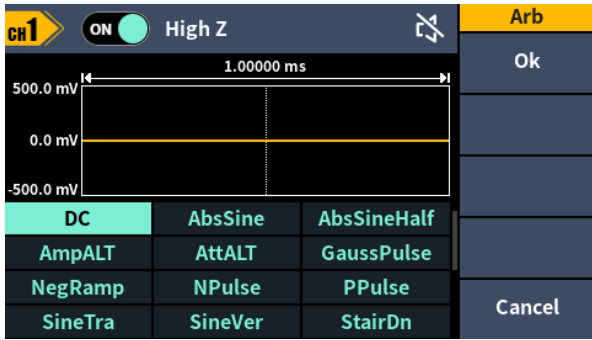 CH1 ON High Z
Arb
Ok
1.00000 ms
500.0 mV
0.0 mV
-500.0 mV
DC AbsSine AbsSineHalf
AmpALT AttALT GaussPulse
NegRamp NPulse PPulse
SineTra SineVer StairDn
Cancel